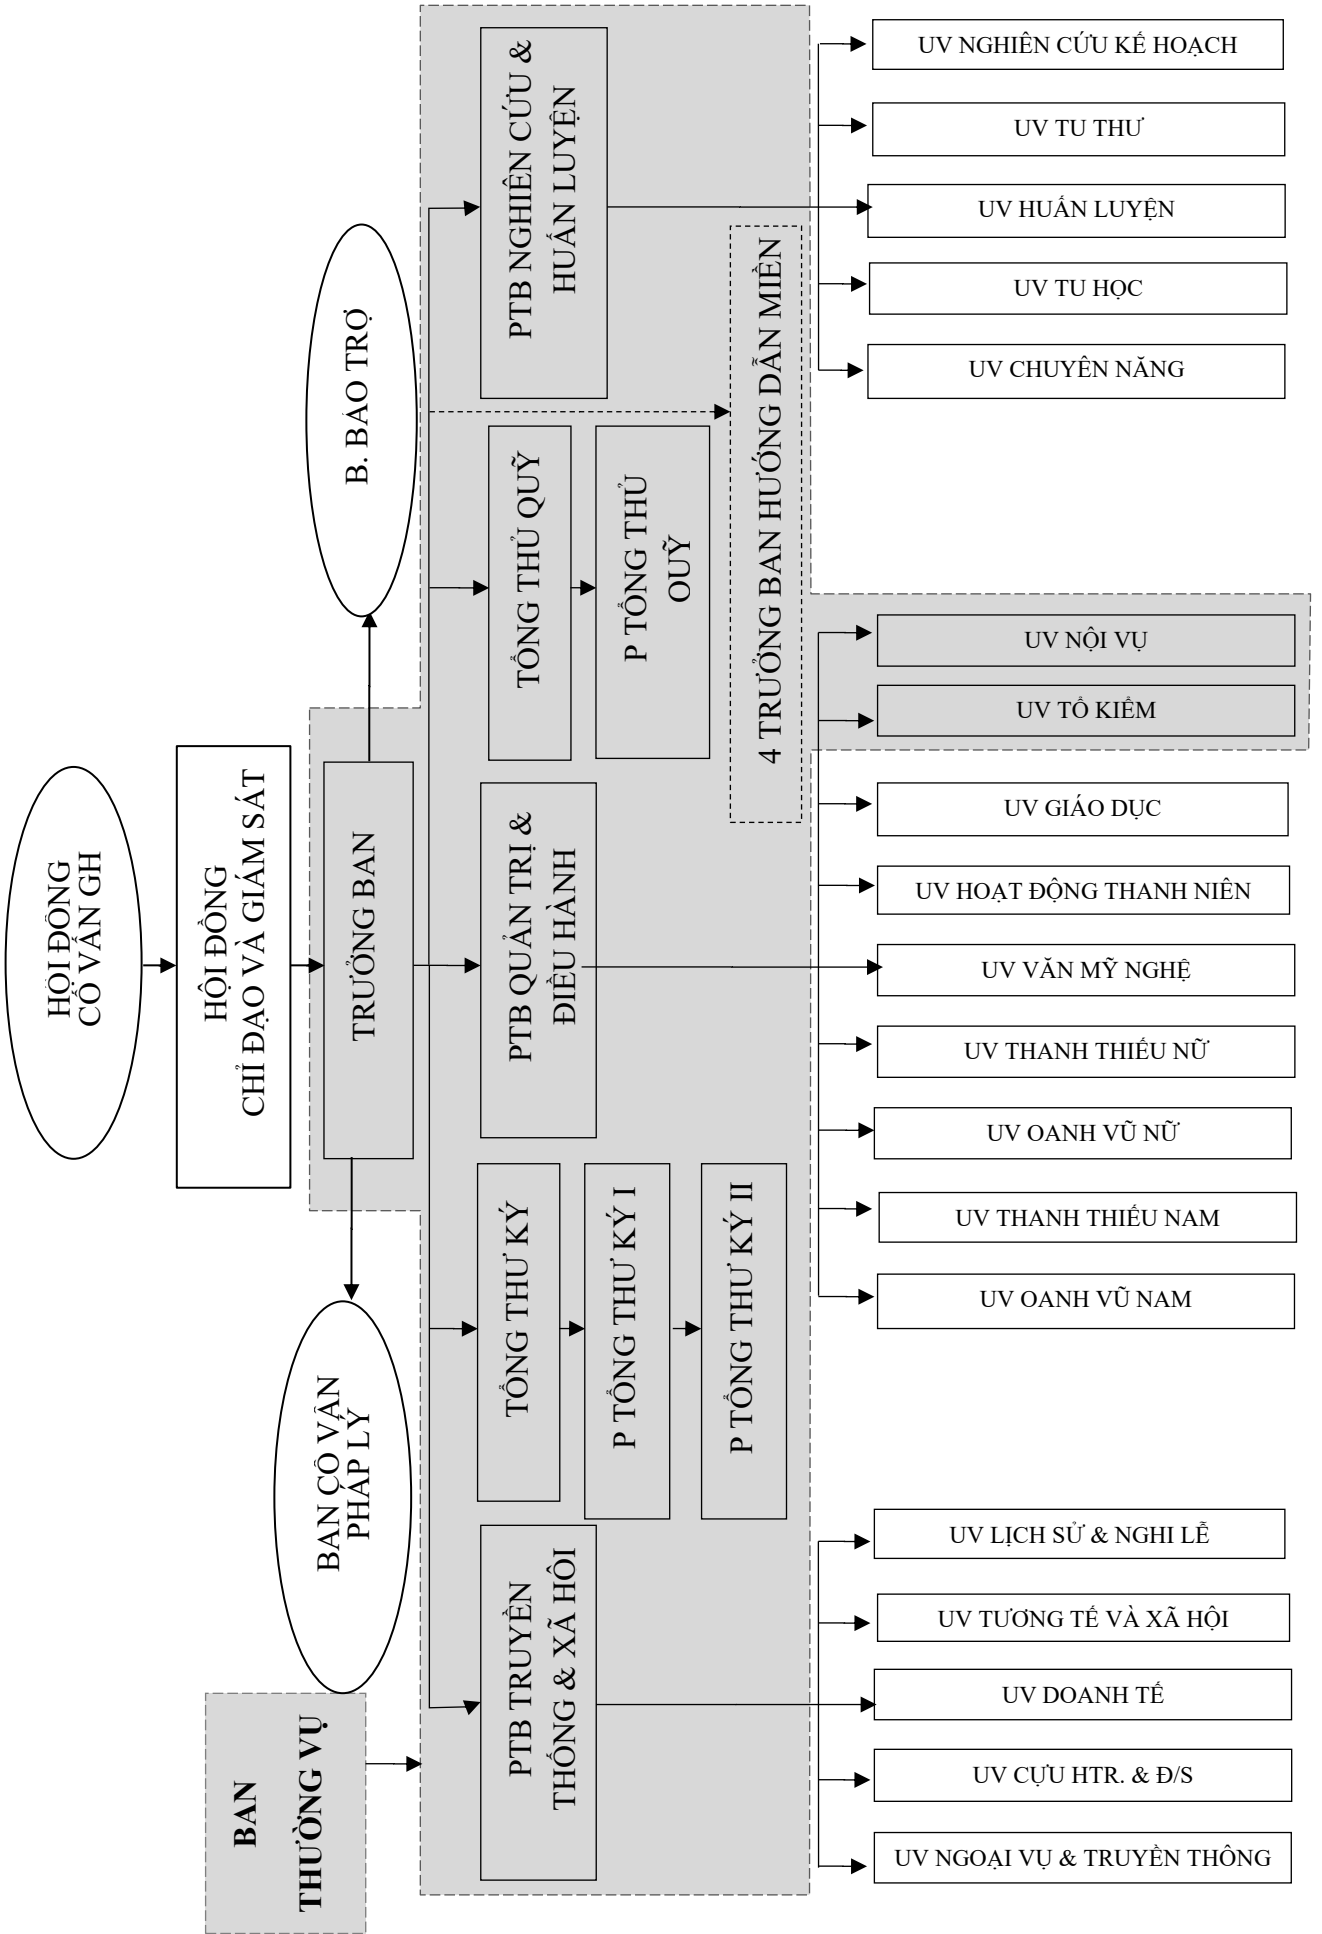 HỘI ĐỒNG
CỐ VẤN GH
HỘI ĐỒNG
CHỈ ĐẠO VÀ GIÁM SÁT
TRƯỞNG BAN
B. BẢO TRỢ
BAN CỐ VẤN
PHÁP LÝ
BAN
THƯỜNG VỤ
PTB TRUYỀN
THỐNG & XÃ HÔI
TỔNG THƯ KÝ
P TỔNG THƯ KÝ I
P TỔNG THƯ KÝ II
PTB QUẢN TRỊ &
ĐIỀU HÀNH
TỔNG THỦ QUỸ
P TỔNG THỦ
QUỸ
PTB NGHIÊN CỨU &
HUẤN LUYỆN
4 TRƯỞNG BAN HƯỚNG DẪN MIỀN
UV NGHIÊN CỨU KẾ HOẠCH
UV TU THƯ
UV HUẤN LUYỆN
UV TU HỌC
UV CHUYÊN NĂNG
UV NỘI VỤ
UV TỔ KIỂM
UV GIÁO DỤC
UV HOẠT ĐỘNG THANH NIÊN
UV VĂN MỸ NGHỆ
UV THANH THIẾU NỮ
UV OANH VŨ NỮ
UV THANH THIẾU NAM
UV OANH VŨ NAM
UV LỊCH SỬ & NGHI LỄ
UV TƯƠNG TẾ VÀ XÃ HỘI
UV DOANH TẾ
UV CỰU HTR. & Đ/S
UV NGOẠI VỤ & TRUYỀN THÔNG